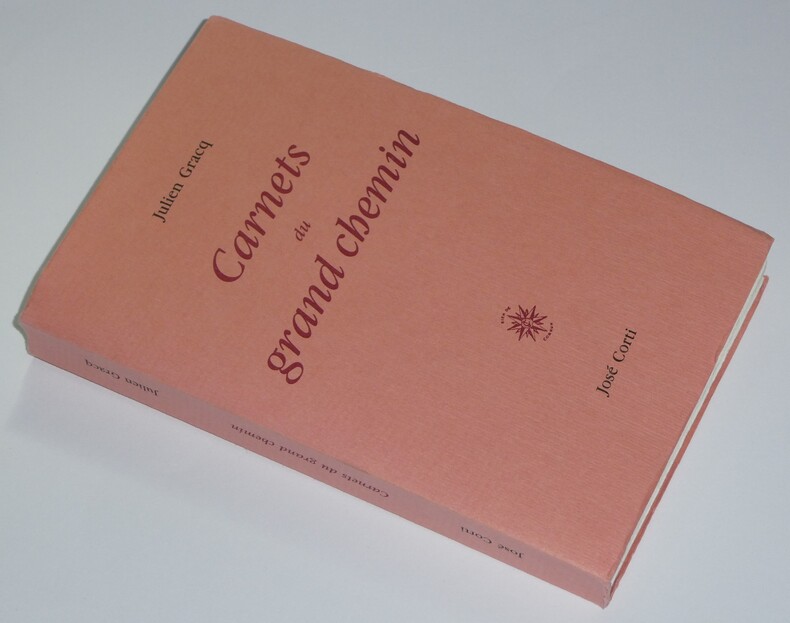 Julien Gracq
Carnets
du
grand chemin
José Corti
Julien Gracq
Carnets du grand chemin
José Corti